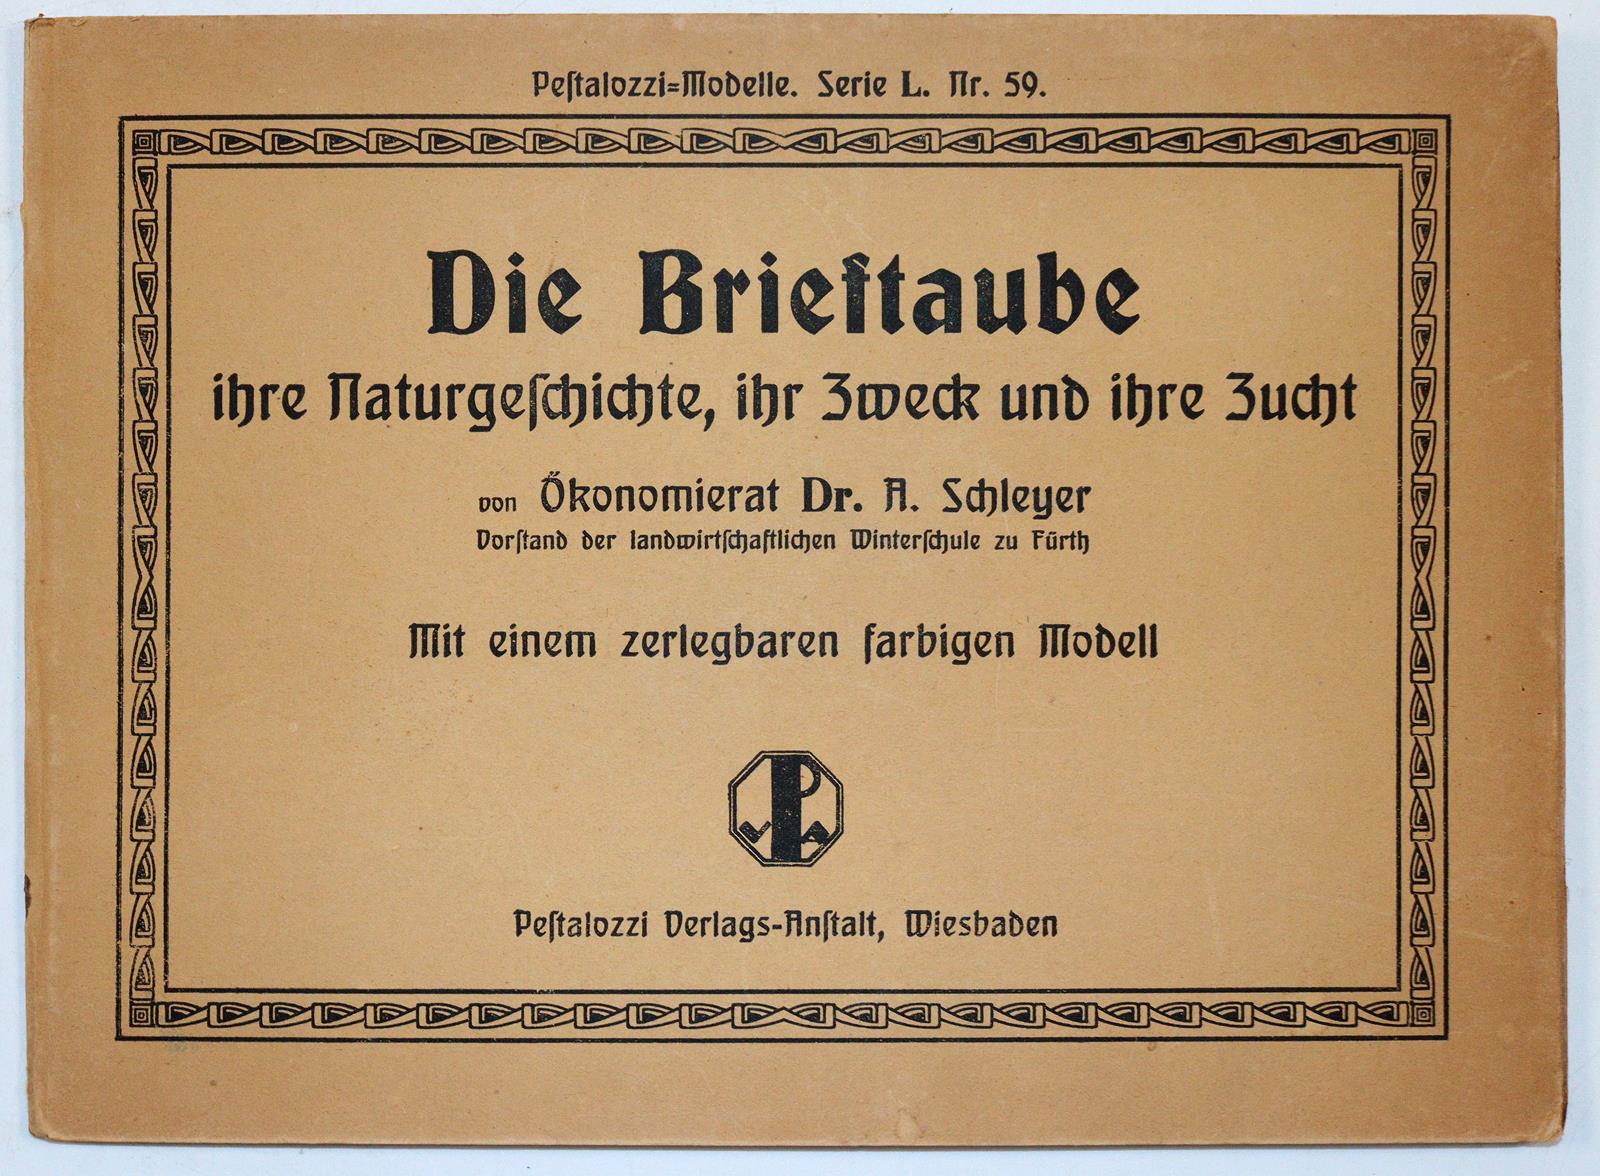 Peſtalozzi=Modelle. Serie L. Nr. 59.
Die Brieftaube
ihre Naturgeſchichte, ihr Zweck und ihre Zucht
von Ökonomierat Dr. A. Schleyer
Vorſtand der landwirtſchaftlichen Winterſchule zu Fürth
Mit einem zerlegbaren farbigen Modell
PVA
Peſtalozzi Verlags-Anſtalt, Wiesbaden